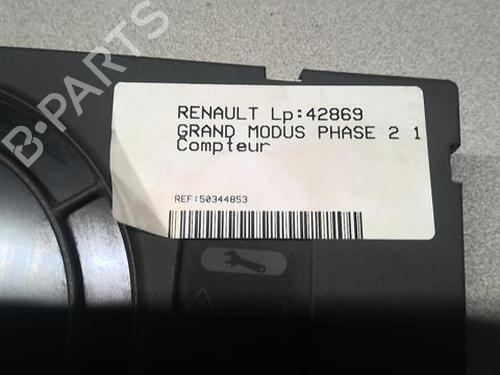 B-PARTS
RENAULT Lp:42869
GRAND MODUS PHASE 2 1
Compteur
REF:50344853